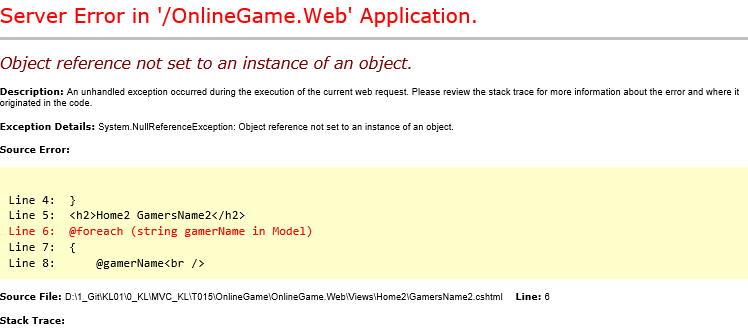 Server Error in '/OnlineGame.Web' Application.
Object reference not set to an instance of an object.
Description: An unhandled exception occurred during the execution of the current web request. Please review the stack trace for more information about the error and where it
originated in the code.
Exception Details: System.NullReferenceException: Object reference not set to an instance of an object.
Source Error:
Line 4:  }
Line 5:  <h2>Home2 GamersName2</h2>
Line 6:  @foreach (string gamerName in Model)
Line 7:  {
Line 8:      @gamerName<br />
Source File: D:\1_Git\KL01\0_KL\MVC_KL\T015\OnlineGame\OnlineGame.Web\Views\Home2\GamersName2.cshtml    Line: 6
Stack Trace: